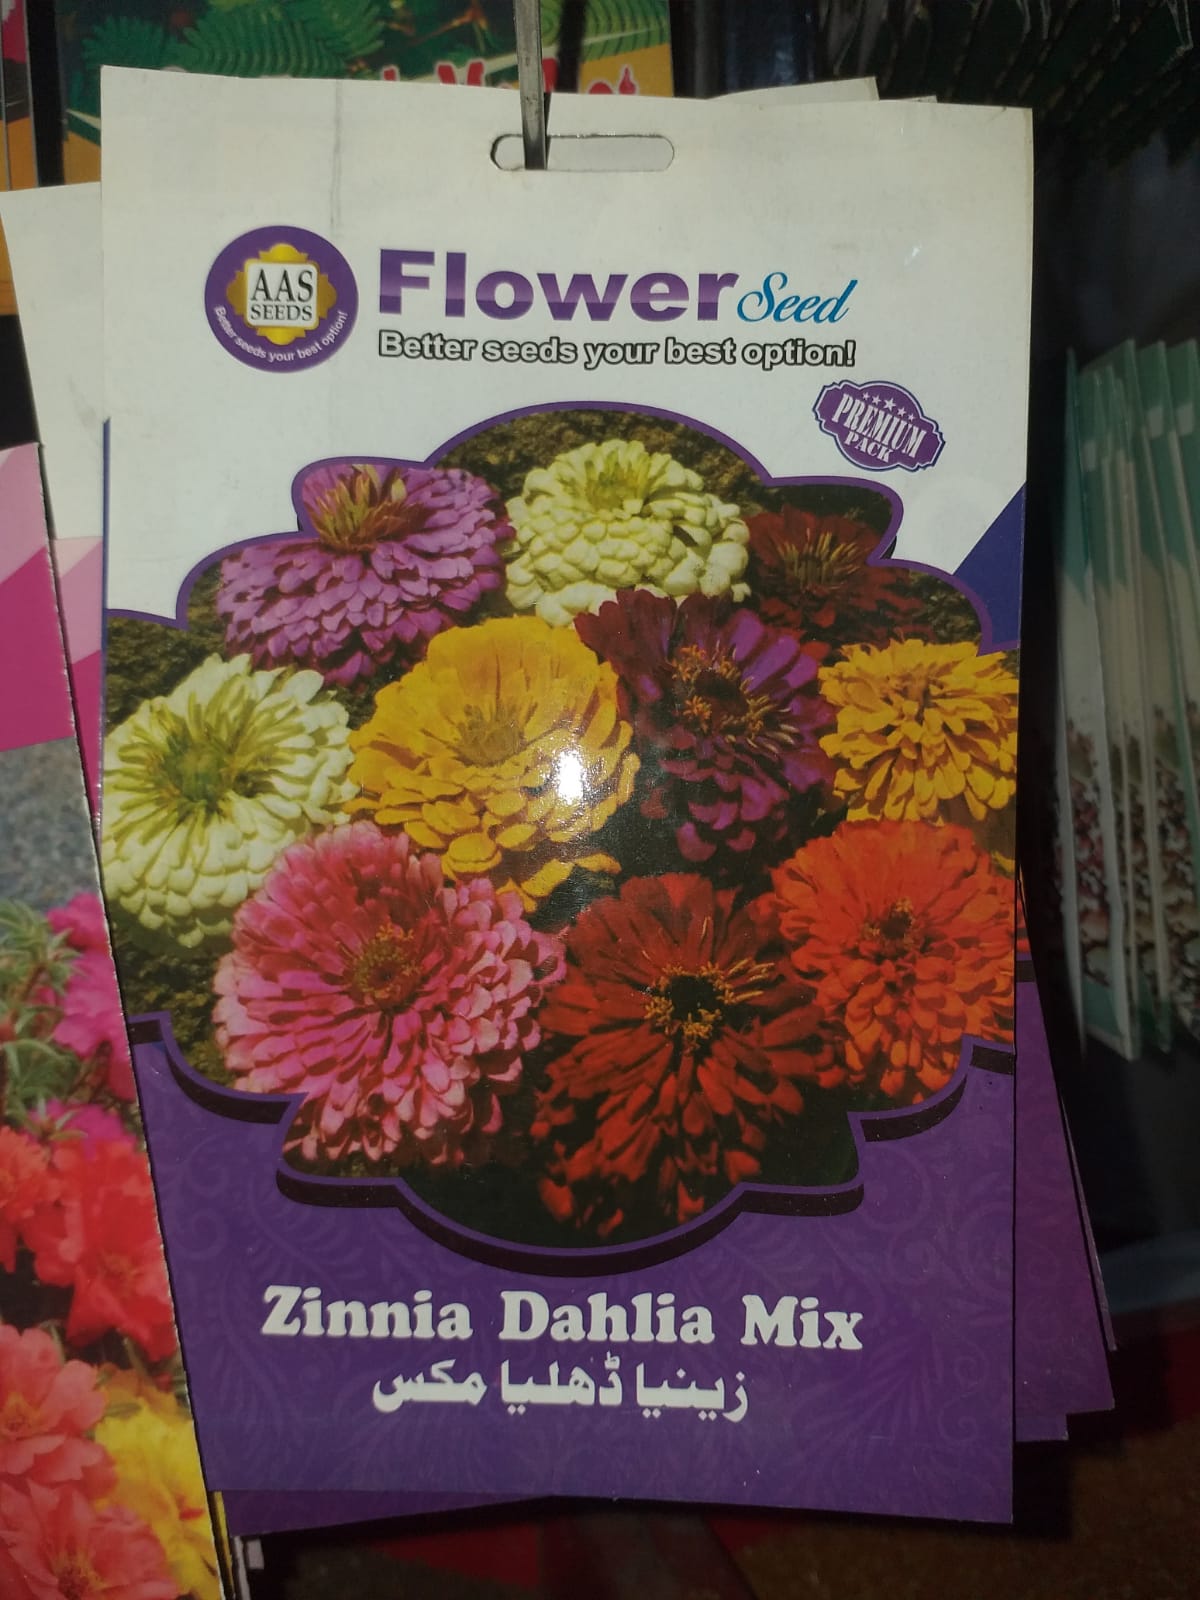 AAS
SEEDS
Better seeds your best option!
Flower Seed
Better seeds your best option!
PREMIUM
PACK
Zinnia Dahlia Mix
زینیا ڈھلیا مکس